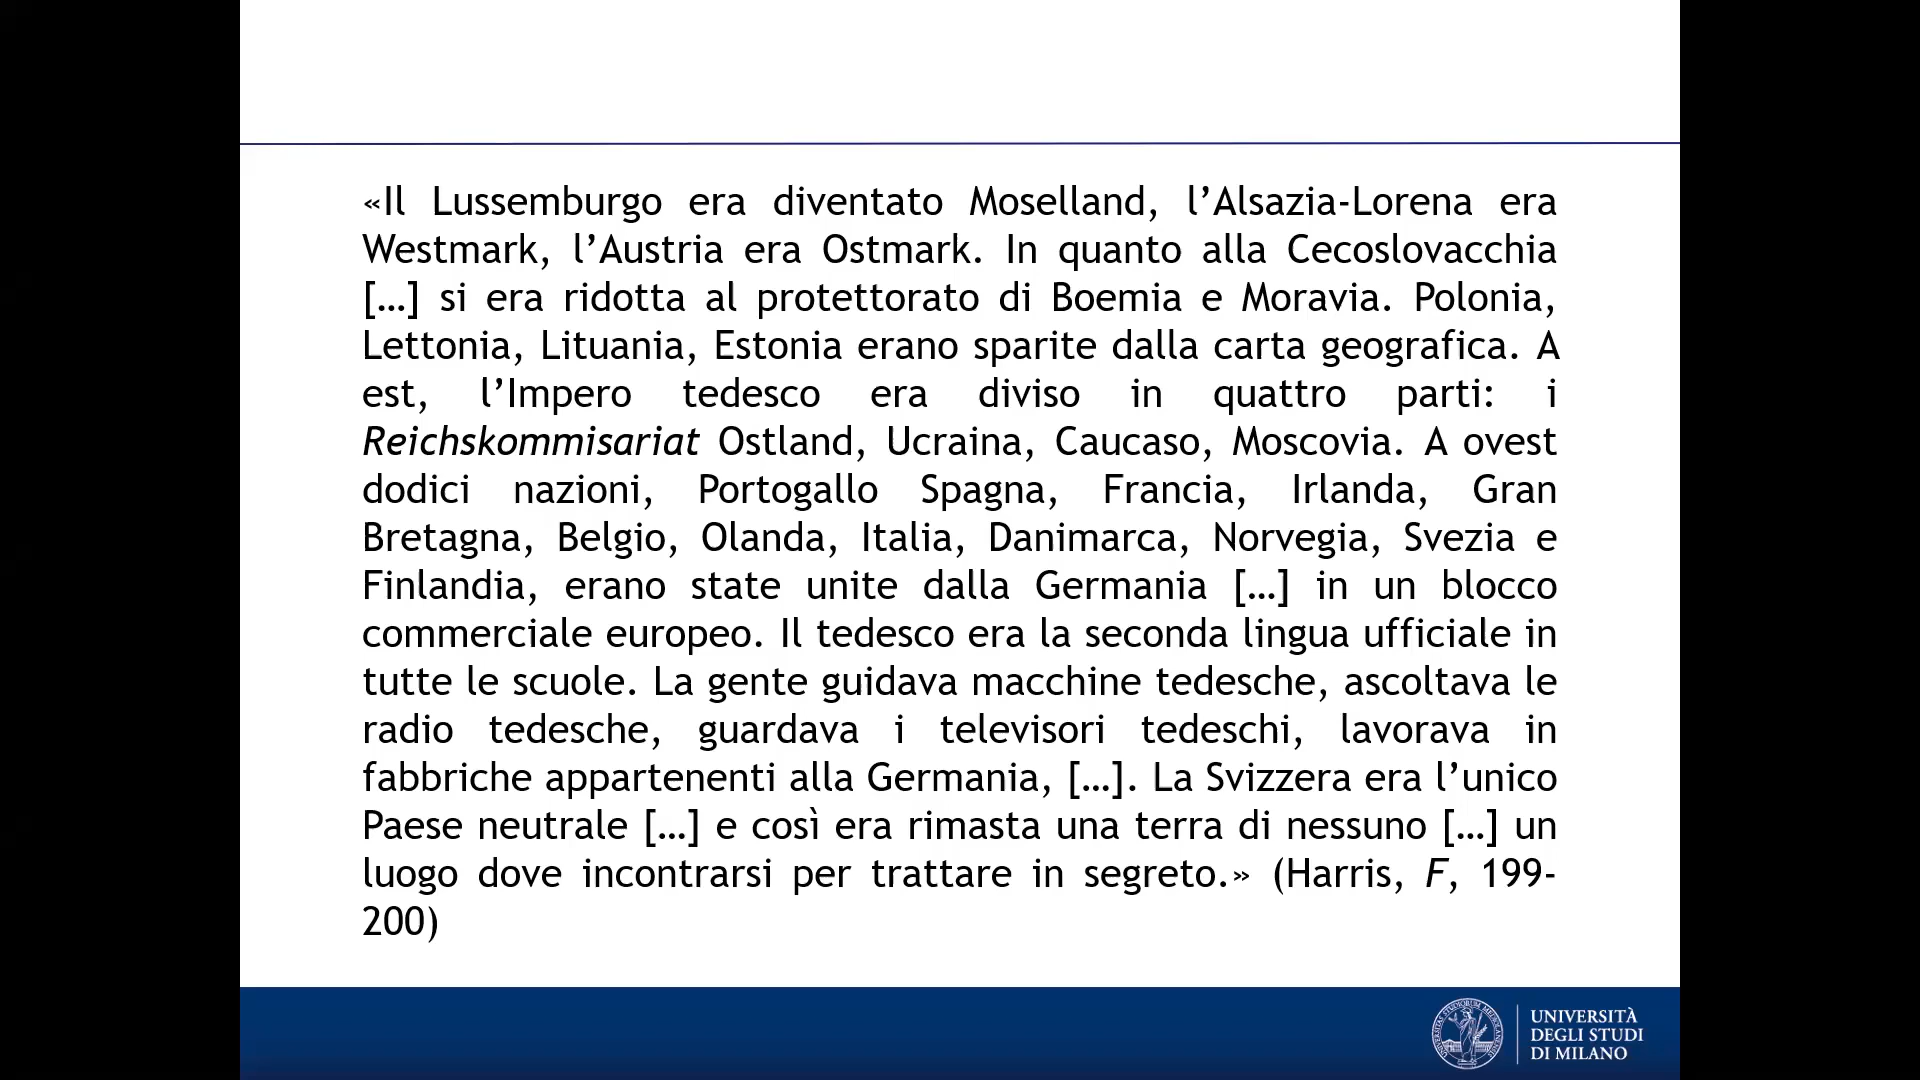 «Il Lussemburgo era diventato Moselland, l’Alsazia-Lorena era
Westmark, l’Austria era Ostmark. In quanto alla Cecoslovacchia
[…] si era ridotta al protettorato di Boemia e Moravia. Polonia,
Lettonia, Lituania, Estonia erano sparite dalla carta geografica. A
est, l’Impero tedesco era diviso in quattro parti: i
Reichskommisariat Ostland, Ucraina, Caucaso, Moscovia. A ovest
dodici nazioni, Portogallo Spagna, Francia, Irlanda, Gran
Bretagna, Belgio, Olanda, Italia, Danimarca, Norvegia, Svezia e
Finlandia, erano state unite dalla Germania […] in un blocco
commerciale europeo. Il tedesco era la seconda lingua ufficiale in
tutte le scuole. La gente guidava macchine tedesche, ascoltava le
radio tedesche, guardava i televisori tedeschi, lavorava in
fabbriche appartenenti alla Germania, […]. La Svizzera era l’unico
Paese neutrale […] e così era rimasta una terra di nessuno […] un
luogo dove incontrarsi per trattare in segreto.» (Harris, F, 199-
200)
UNIVERSITÀ
DEGLI STUDI
DI MILANO